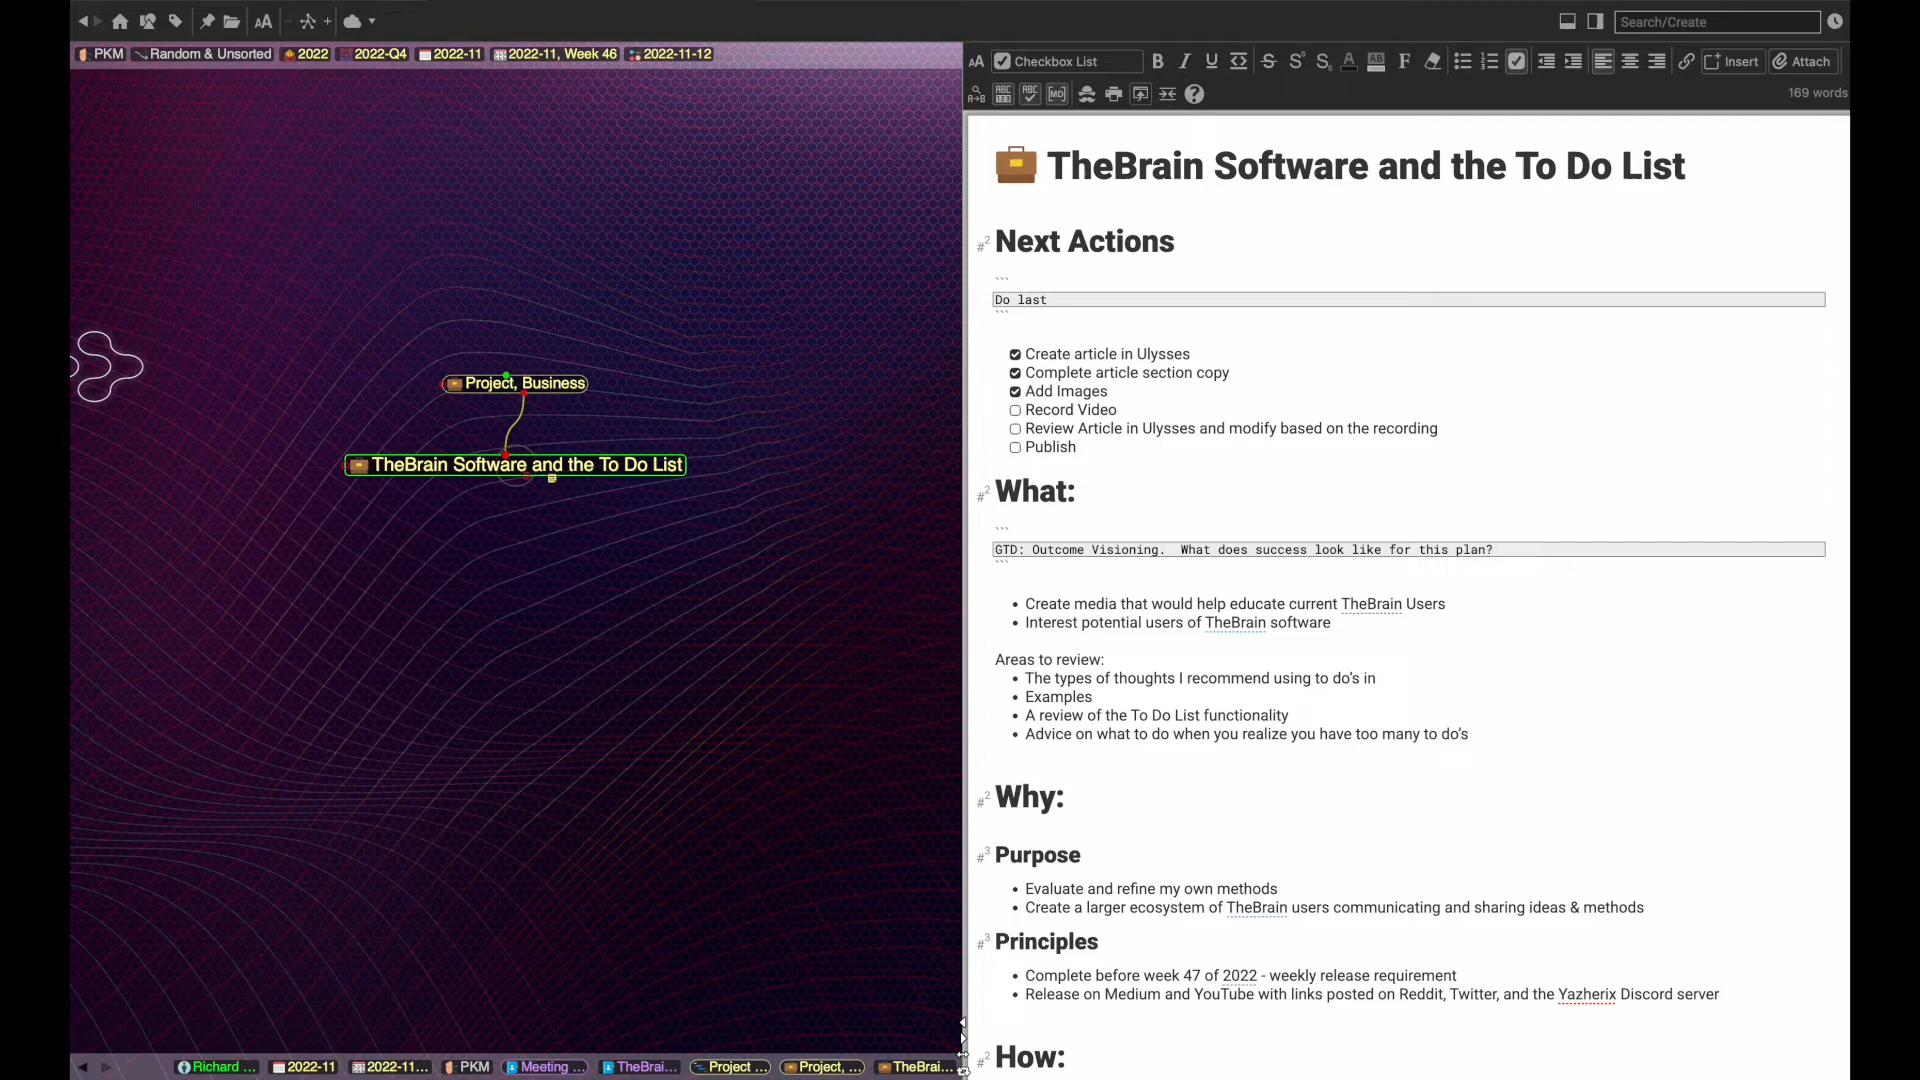 Search/Create
PKM
Random & Unsorted
2022
2022-Q4
2022-11
2022-11, Week 46
2022-11-12
Checkbox List
Insert
Attach
169 words
Project, Business
TheBrain Software and the To Do List
TheBrain Software and the To Do List
#2 Next Actions
```
Do last
```
Create article in Ulysses
Complete article section copy
Add Images
Record Video
Review Article in Ulysses and modify based on the recording
Publish
#2 What:
```
GTD: Outcome Visioning.  What does success look like for this plan?
```
• Create media that would help educate current TheBrain Users
• Interest potential users of TheBrain software
Areas to review:
• The types of thoughts I recommend using to do’s in
• Examples
• A review of the To Do List functionality
• Advice on what to do when you realize you have too many to do’s
#2 Why:
#3 Purpose
• Evaluate and refine my own methods
• Create a larger ecosystem of TheBrain users communicating and sharing ideas & methods
#3 Principles
• Complete before week 47 of 2022 - weekly release requirement
• Release on Medium and YouTube with links posted on Reddit, Twitter, and the Yazherix Discord server
#2 How:
Richard ...
2022-11
2022-11...
PKM
Meeting ...
TheBrai...
Project ...
Project, ...
TheBrai...